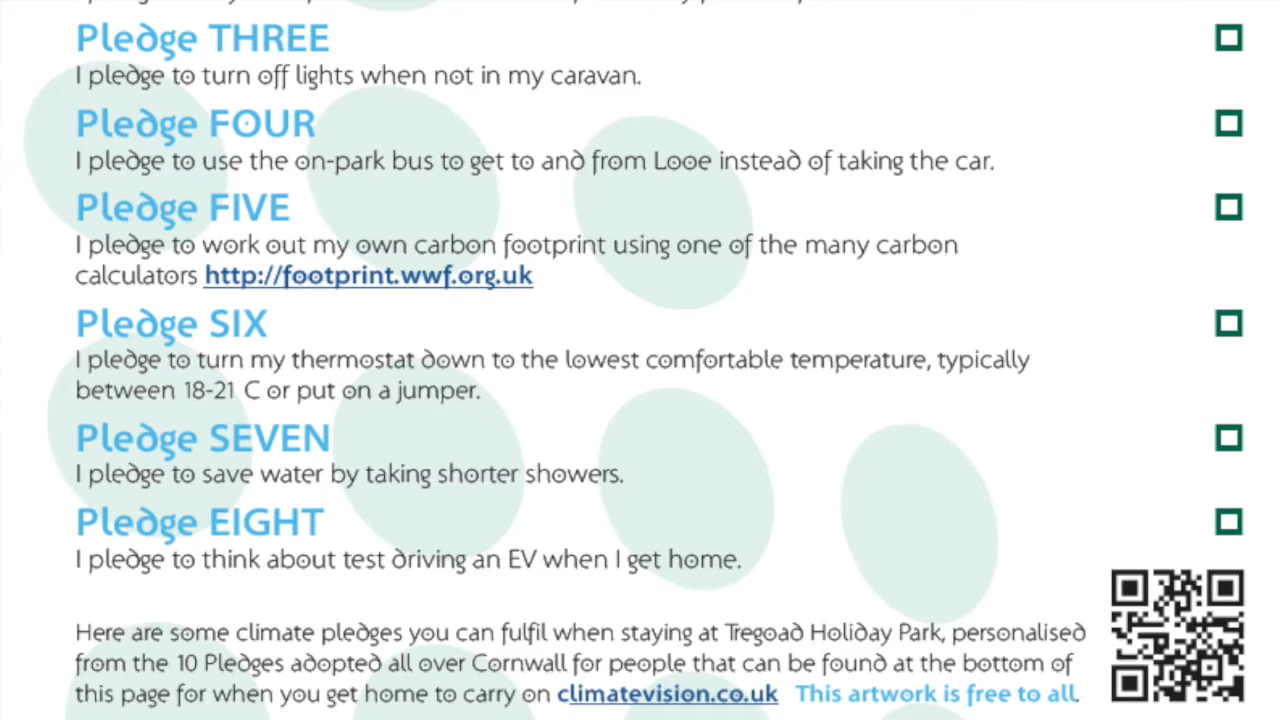 Pledge THREE
I pledge to turn off lights when not in my caravan.
Pledge FOUR
I pledge to use the on-park bus to get to and from Looe instead of taking the car.
Pledge FIVE
I pledge to work out my own carbon footprint using one of the many carbon
calculators http://footprint.wwf.org.uk
Pledge SIX
I pledge to turn my thermostat down to the lowest comfortable temperature, typically
between 18-21 C or put on a jumper.
Pledge SEVEN
I pledge to save water by taking shorter showers.
Pledge EIGHT
I pledge to think about test driving an EV when I get home.
Here are some climate pledges you can fulfil when staying at Tregoad Holiday Park, personalised
from the 10 Pledges adopted all over Cornwall for people that can be found at the bottom of
this page for when you get home to carry on climatevision.co.uk This artwork is free to all.